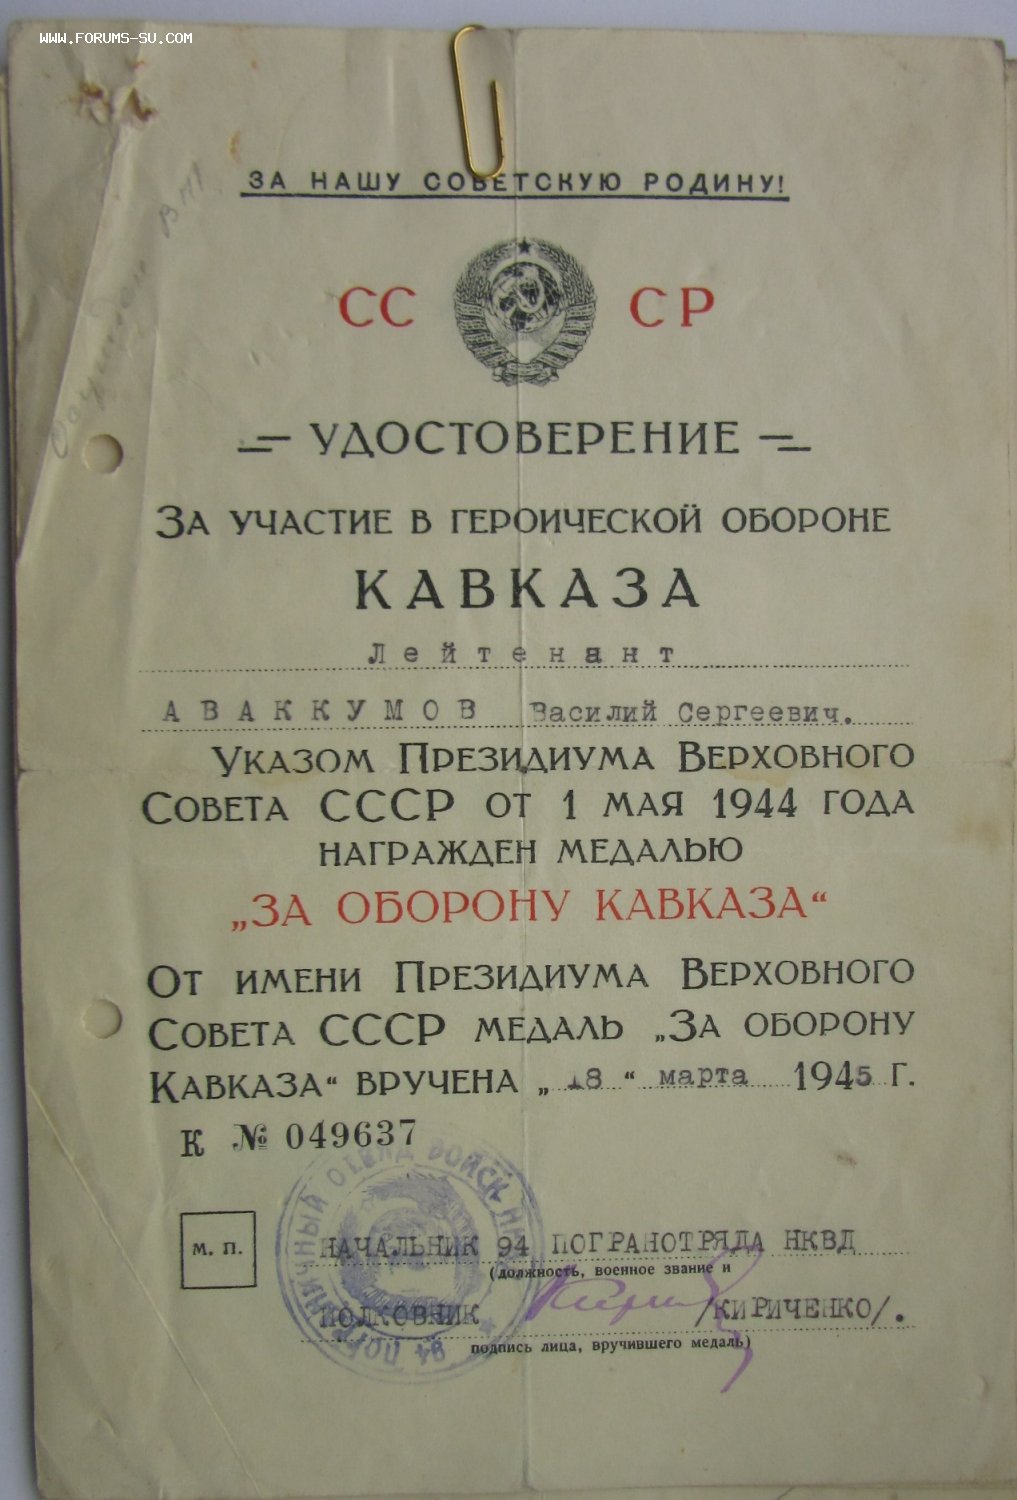 WWW.FORUMS-SU.COM
ЗА НАШУ СОВЕТСКУЮ РОДИНУ!
СССР
УДОСТОВЕРЕНИЕ
ЗА УЧАСТИЕ В ГЕРОИЧЕСКОЙ ОБОРОНЕ
КАВКАЗА
Лейтенант
АВАККУМОВ Василий Сергеевич.
УКАЗОМ ПРЕЗИДИУМА ВЕРХОВНОГО
СОВЕТА СССР ОТ 1 МАЯ 1944 ГОДА
НАГРАЖДЕН МЕДАЛЬЮ
„ЗА ОБОРОНУ КАВКАЗА“
ОТ ИМЕНИ ПРЕЗИДИУМА ВЕРХОВНОГО
СОВЕТА СССР МЕДАЛЬ „ЗА ОБОРОНУ
КАВКАЗА“ ВРУЧЕНА „18“ марта 1945 Г.
К № 049637
М. П.
НАЧАЛЬНИК 94 ПОГРАНОТРЯДА НКВД
(должность, военное звание и
ПОЛКОВНИК /КИРИЧЕНКО/.
подпись лица, вручившего медаль)